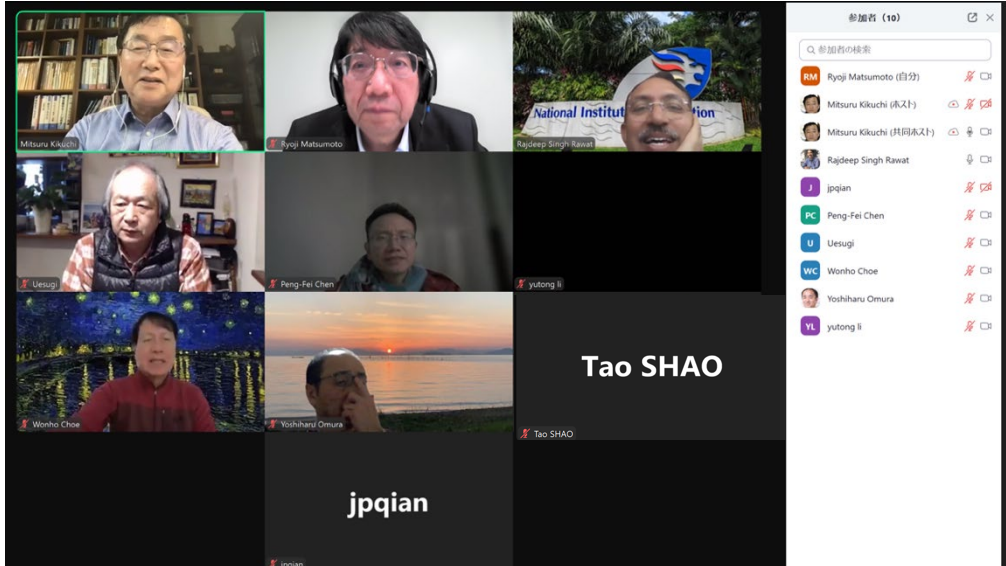 Mitsuru Kikuchi
Ryoji Matsumoto
National Institut
ion
Rajdeep Singh Rawat
Uesugi
Peng-Fei Chen
yutong li
Wonho Choe
Yoshiharu Omura
Tao SHAO
Tao SHAO
jpqian
jpqian
参加者 (10)
参加者の検索
RM Ryoji Matsumoto (自分)
Mitsuru Kikuchi (ホスト)
Mitsuru Kikuchi (共同ホスト)
Rajdeep Singh Rawat
J jpqian
PC Peng-Fei Chen
U Uesugi
WC Wonho Choe
Yoshiharu Omura
YL yutong li